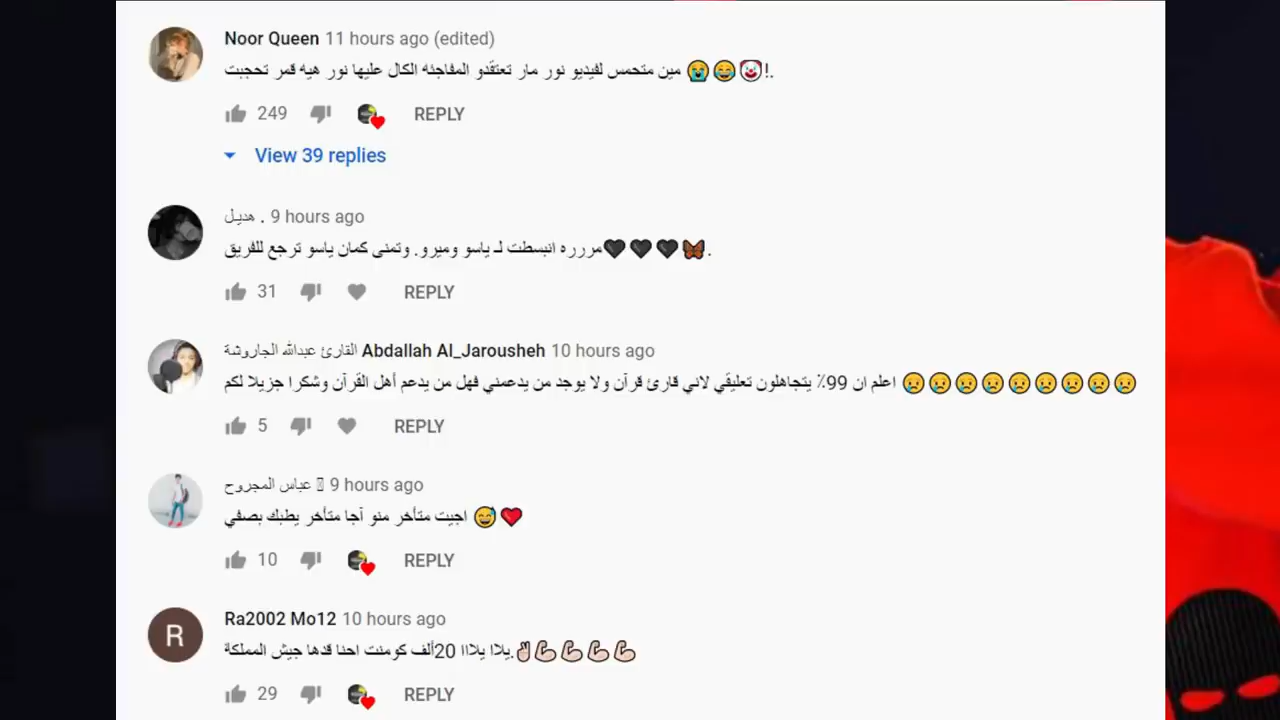 Noor Queen 11 hours ago (edited)
مين متحمس لفيديو نور مار تعتقدو المفاجئه الكال عليها نور هيه قمر تحجبت 😭😂🤡!.
249 REPLY
View 39 replies
هديـل . 9 hours ago
مررره انبسطت لـ ياسو وميرو. وتمنى كمان ياسو ترجع للفريق🖤🖤🖤🦋.
31 REPLY
القارئ عبدالله الجاروشة Abdallah Al_Jarousheh 10 hours ago
اعلم ان 99٪ يتجاهلون تعليقي لاني قارئ قرآن ولا يوجد من يدعمني فهل من يدعم أهل القرآن وشكرا جزيلا لكم 😢😢😢😢😢😢😢😢😢
5 REPLY
عباس المجروح 9 hours ago
اجيت متأخر منو آجا متأخر يطبك بصفي 😅❤
10 REPLY
R
Ra2002 Mo12 10 hours ago
يلاا يلااا 20ألف كومنت احنا قدها جيش المملكة.✌🏻💪🏻💪🏻💪🏻💪🏻
29 REPLY